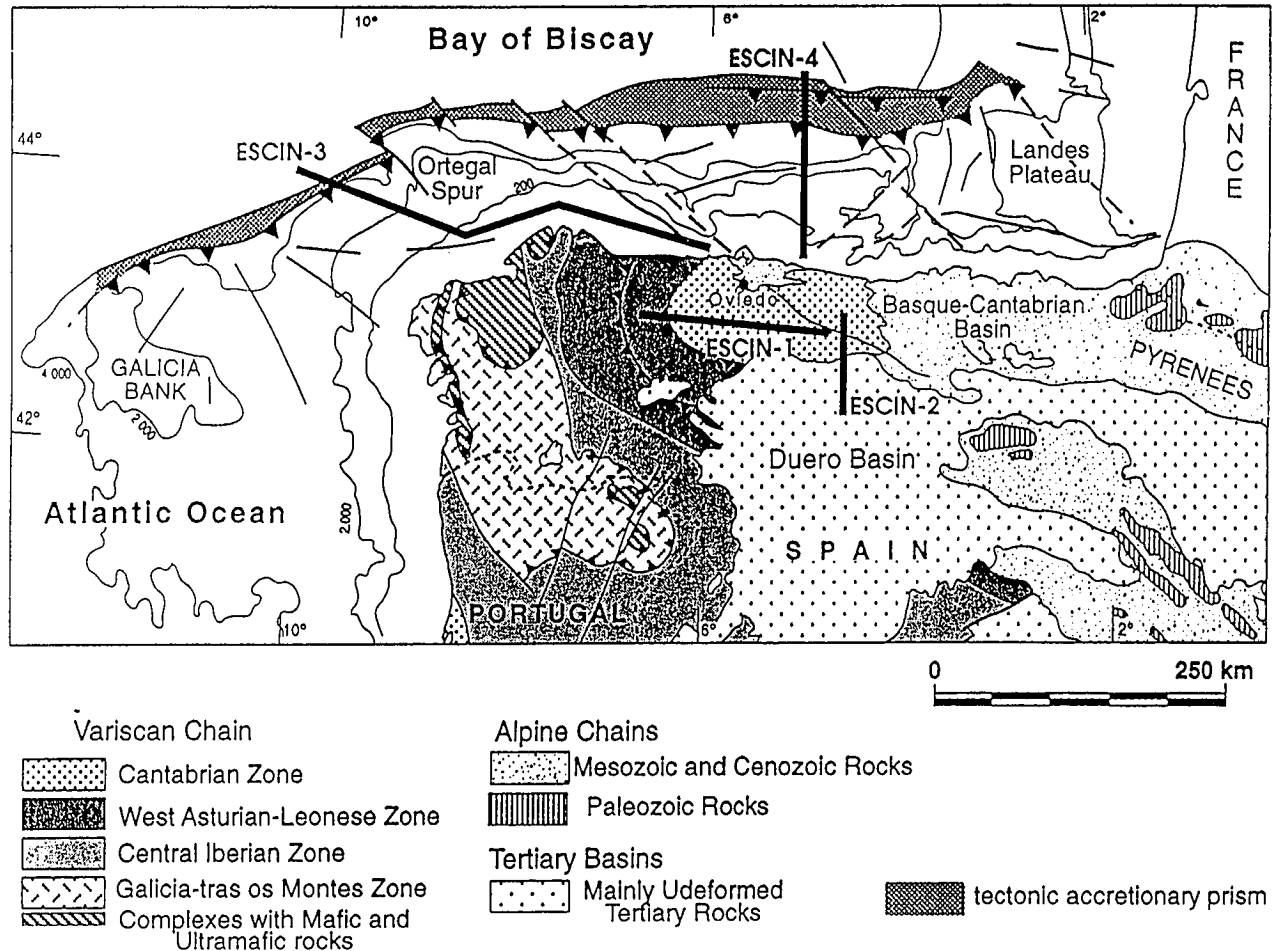 10°
6°
2°
Bay of Biscay
ESCIN-4
FRANCE
44°
ESCIN-3
Ortegal
Spur
200
Landes
Plateau
Oviedo
Basque-Cantabrian
Basin
ESCIN-1
PYRENEES
4 000
GALICIA
BANK
2 000
42°
ESCIN-2
Duero Basin
Atlantic Ocean
2.000
SPAIN
PORTUGAL
10°
6°
2°
0
250 km
Variscan Chain
Cantabrian Zone
West Asturian-Leonese Zone
Central Iberian Zone
Galicia-tras os Montes Zone
Complexes with Mafic and
Ultramafic rocks
Alpine Chains
Mesozoic and Cenozoic Rocks
Paleozoic Rocks
Tertiary Basins
Mainly Udeformed
Tertiary Rocks
tectonic accretionary prism